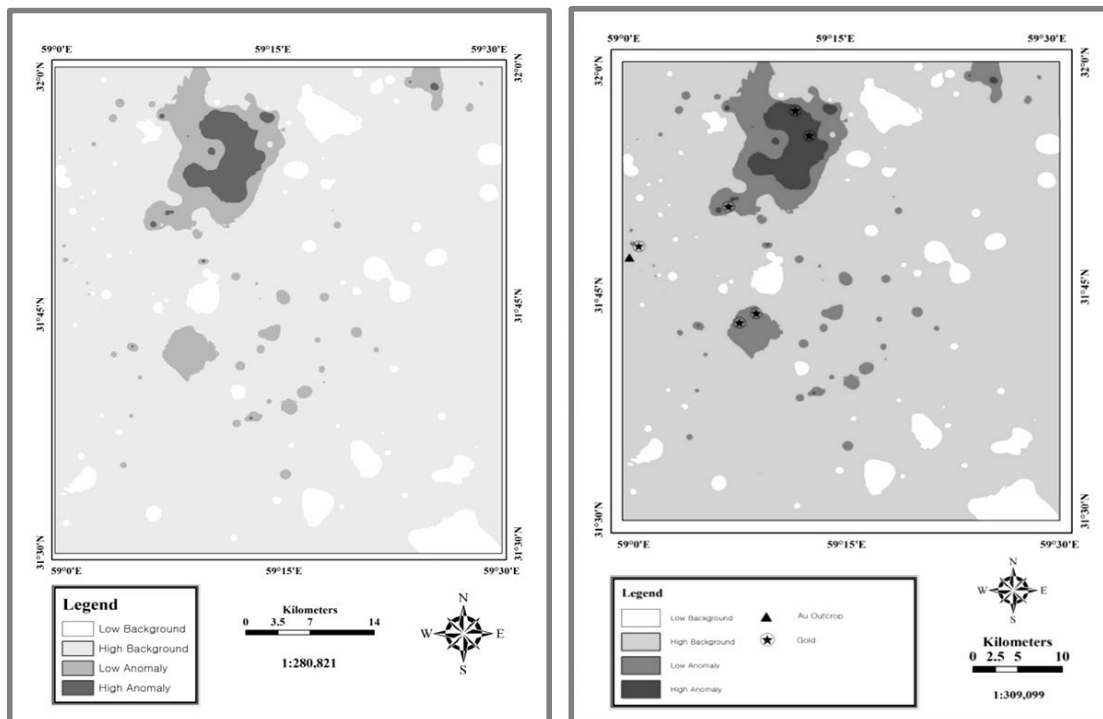 59°0'E 59°15'E 59°30'E
32°0'N 32°0'N
31°45'N 31°45'N
31°30'N 31°30'N
59°0'E 59°15'E 59°30'E
Legend
Low Background
High Background
Low Anomaly
High Anomaly
Kilometers
0 3.5 7 14
1:280,821
N
W E
S
59°0'E 59°15'E 59°30'E
32°0'N 32°0'N
31°45'N 31°45'N
31°30'N 31°30'N
59°0'E 59°15'E 59°30'E
Legend
Low Background Au Outcrop
High Background Gold
Low Anomaly
High Anomaly
N
W E
S
Kilometers
0 2.5 5 10
1:309,099